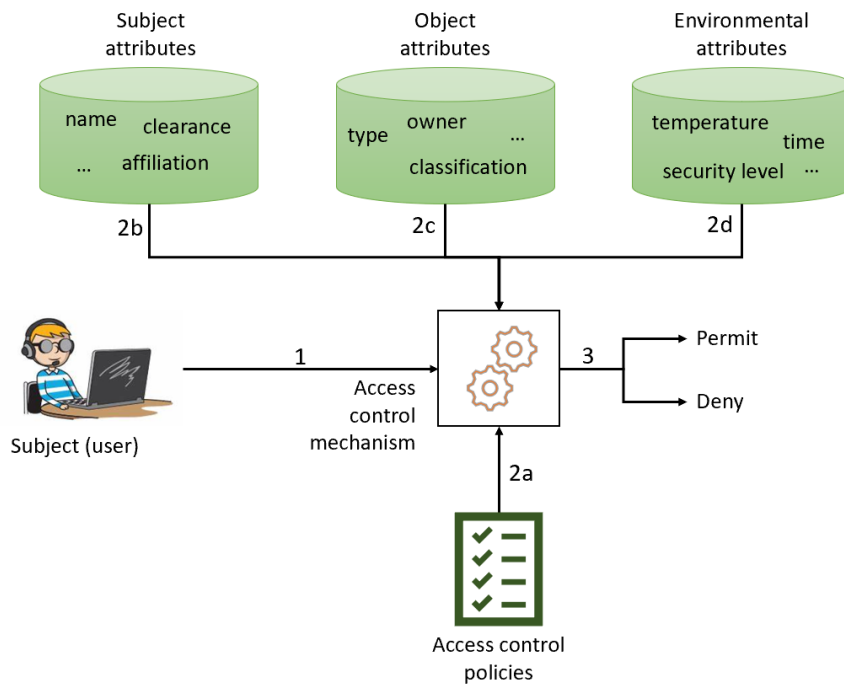 Subject
attributes
Object
attributes
Environmental
attributes
name
clearance
... affiliation
type
owner
...
classification
temperature
time
security level ...
2b
2c
2d
1
3
Permit
Deny
Access
control
mechanism
Subject (user)
2a
Access control
policies